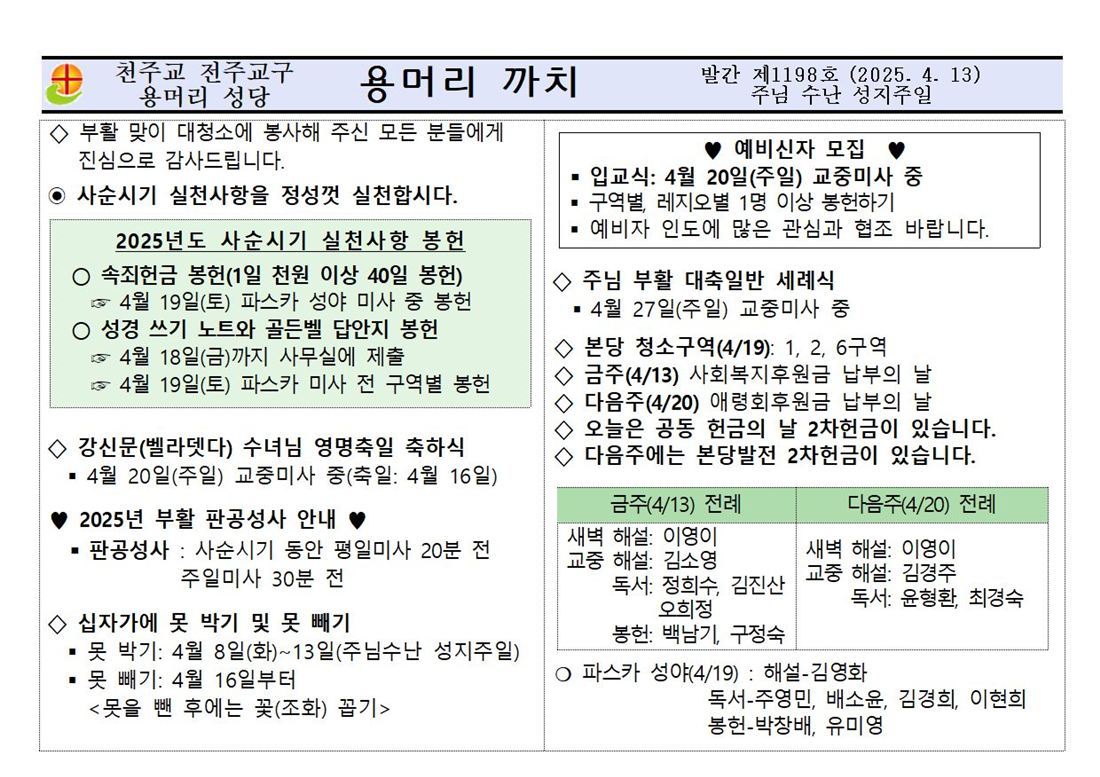 천주교 전주교구
용머리 성당
용머리 까치
발간 제1198호 (2025. 4. 13)
주님 수난 성지주일
◇ 부활 맞이 대청소에 봉사해 주신 모든 분들에게
진심으로 감사드립니다.
◉ 사순시기 실천사항을 정성껏 실천합시다.
2025년도 사순시기 실천사항 봉헌
○ 속죄헌금 봉헌(1일 천원 이상 40일 봉헌)
☞ 4월 19일(토) 파스카 성야 미사 중 봉헌
○ 성경 쓰기 노트와 골든벨 답안지 봉헌
☞ 4월 18일(금)까지 사무실에 제출
☞ 4월 19일(토) 파스카 미사 전 구역별 봉헌
◇ 강신문(벨라뎃다) 수녀님 영명축일 축하식
▪ 4월 20일(주일) 교중미사 중(축일: 4월 16일)
♥ 2025년 부활 판공성사 안내 ♥
▪ 판공성사 : 사순시기 동안 평일미사 20분 전
주일미사 30분 전
◇ 십자가에 못 박기 및 못 빼기
▪ 못 박기: 4월 8일(화)~13일(주님수난 성지주일)
▪ 못 빼기: 4월 16일부터
<못을 뺀 후에는 꽃(조화) 꼽기>
♥ 예비신자 모집 ♥
▪ 입교식: 4월 20일(주일) 교중미사 중
▪ 구역별, 레지오별 1명 이상 봉헌하기
▪ 예비자 인도에 많은 관심과 협조 바랍니다.
◇ 주님 부활 대축일반 세례식
▪ 4월 27일(주일) 교중미사 중
◇ 본당 청소구역(4/19): 1, 2, 6구역
◇ 금주(4/13) 사회복지후원금 납부의 날
◇ 다음주(4/20) 애령회후원금 납부의 날
◇ 오늘은 공동 헌금의 날 2차헌금이 있습니다.
◇ 다음주에는 본당발전 2차헌금이 있습니다.
금주(4/13) 전례
새벽 해설: 이영이
교중 해설: 김소영
독서: 정희수, 김진산
오희정
봉헌: 백남기, 구정숙
다음주(4/20) 전례
새벽 해설: 이영이
교중 해설: 김경주
독서: 윤형환, 최경숙
❍ 파스카 성야(4/19) : 해설-김영화
독서-주영민, 배소윤, 김경희, 이현희
봉헌-박창배, 유미영